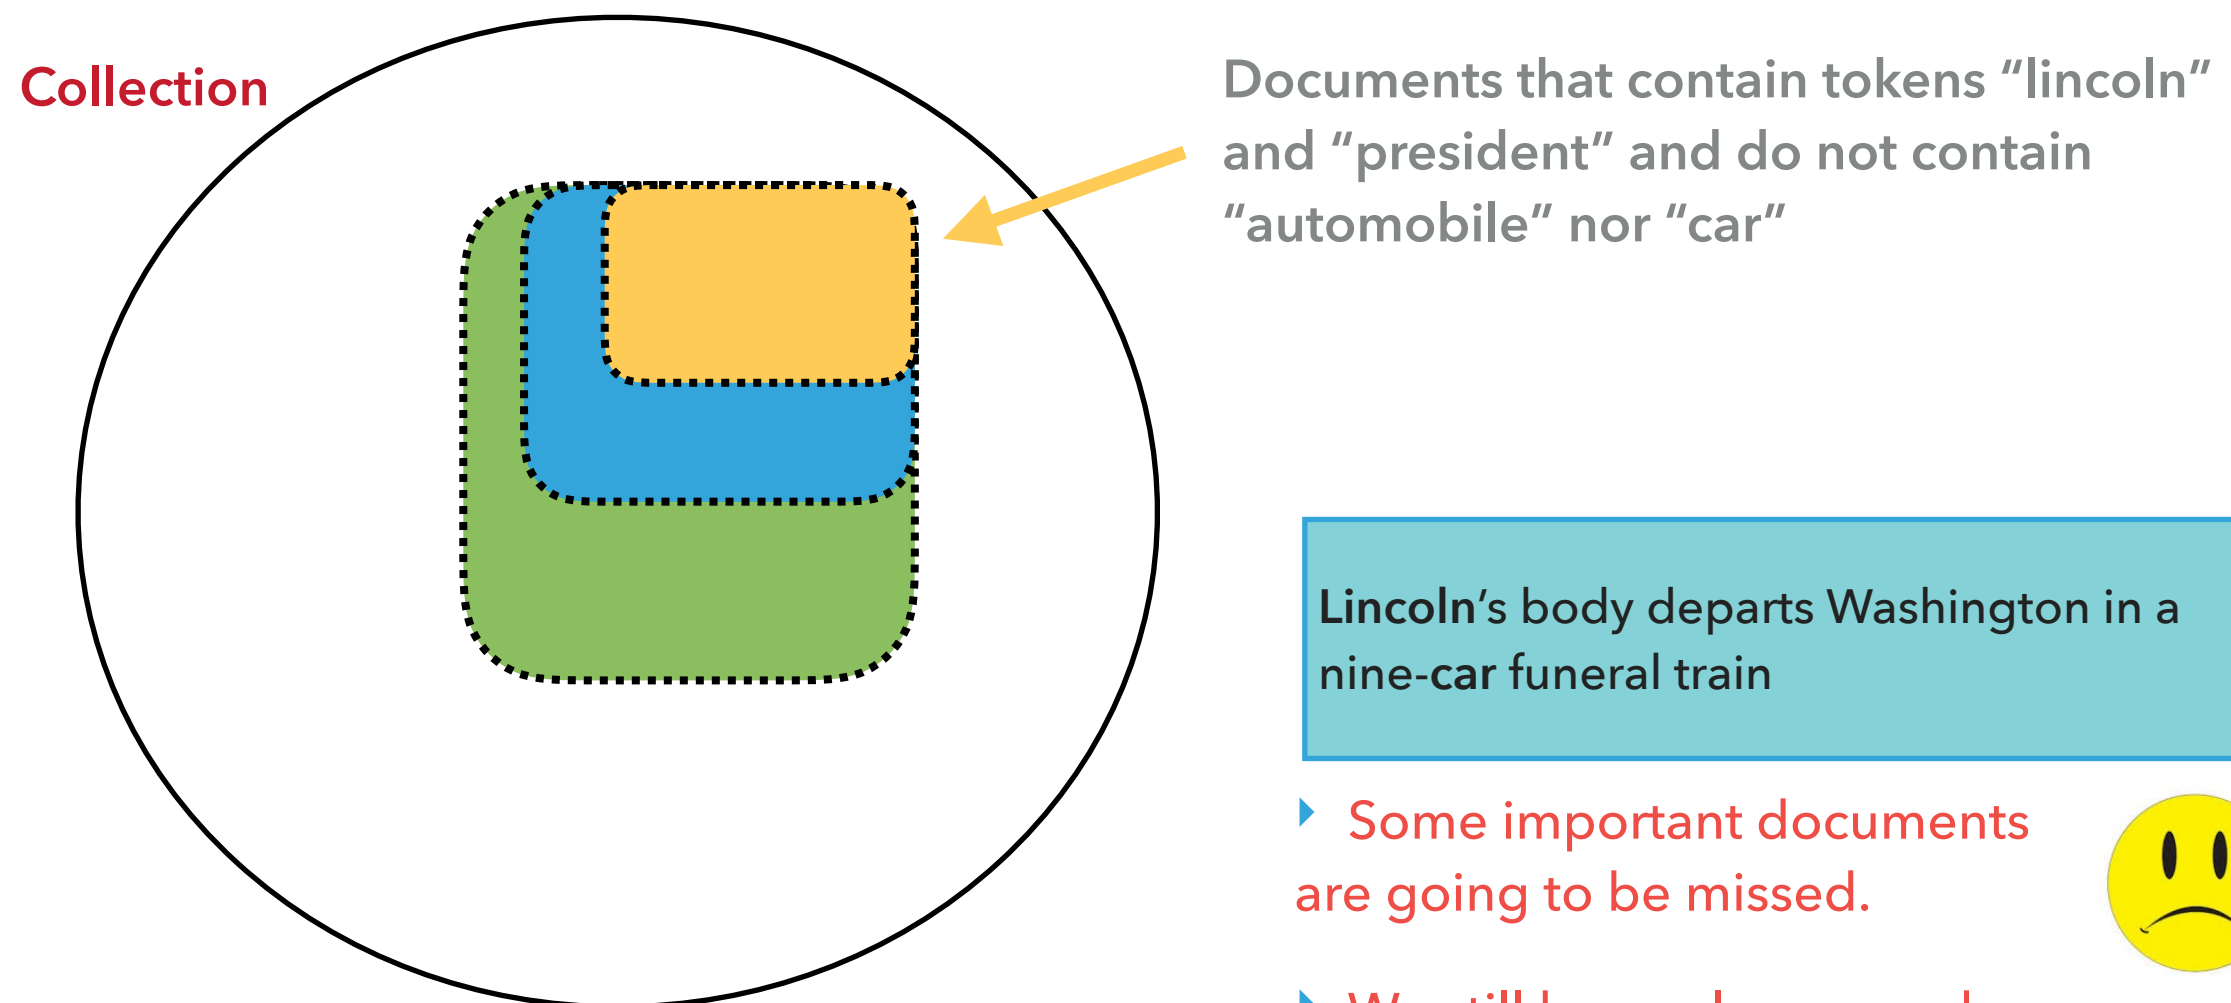 Collection
Documents that contain tokens “lincoln”
and “president” and do not contain
“automobile” nor “car”
Lincoln’s body departs Washington in a
nine-car funeral train
Some important documents
are going to be missed.